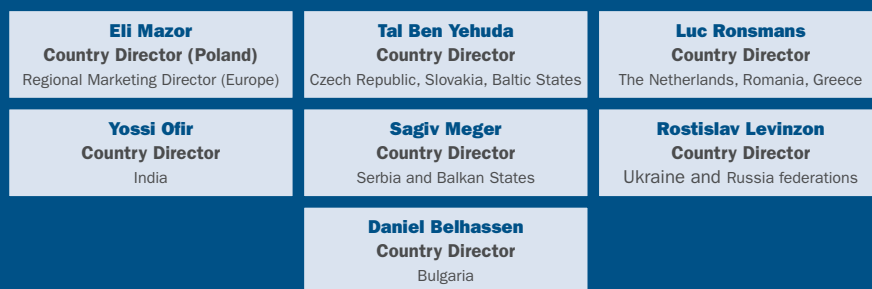 Eli Mazor
Country Director (Poland)
Regional Marketing Director (Europe)
Tal Ben Yehuda
Country Director
Czech Republic, Slovakia, Baltic States
Luc Ronsmans
Country Director
The Netherlands, Romania, Greece
Yossi Ofir
Country Director
India
Sagiv Meger
Country Director
Serbia and Balkan States
Rostislav Levinzon
Country Director
Ukraine and Russia federations
Daniel Belhassen
Country Director
Bulgaria